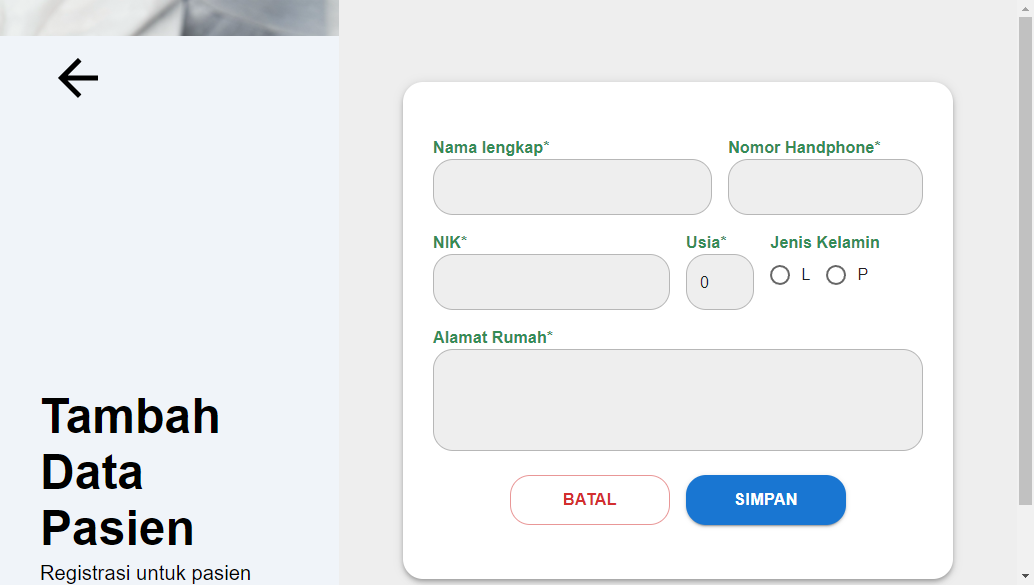 Nama lengkap*
Nomor Handphone*
NIK*
Usia*
Jenis Kelamin
0
L
P
Alamat Rumah*
BATAL
SIMPAN
Tambah
Data
Pasien
Registrasi untuk pasien